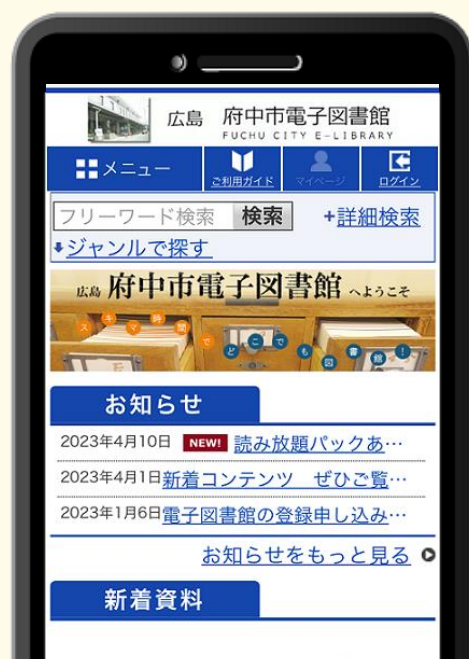 広島 府中市電子図書館
FUCHU CITY E-LIBRARY
メニュー ご利用ガイド マイページ ログイン
フリーワード検索 検索 +詳細検索
ジャンルで探す
広島 府中市電子図書館 へようこそ
スキマ時間で
どこでも図書館!
お知らせ
2023年4月10日 NEW! 読み放題パックあ…
2023年4月1日 新着コンテンツ ぜひご覧…
2023年1月6日 電子図書館の登録申し込み…
お知らせをもっと見る
新着資料